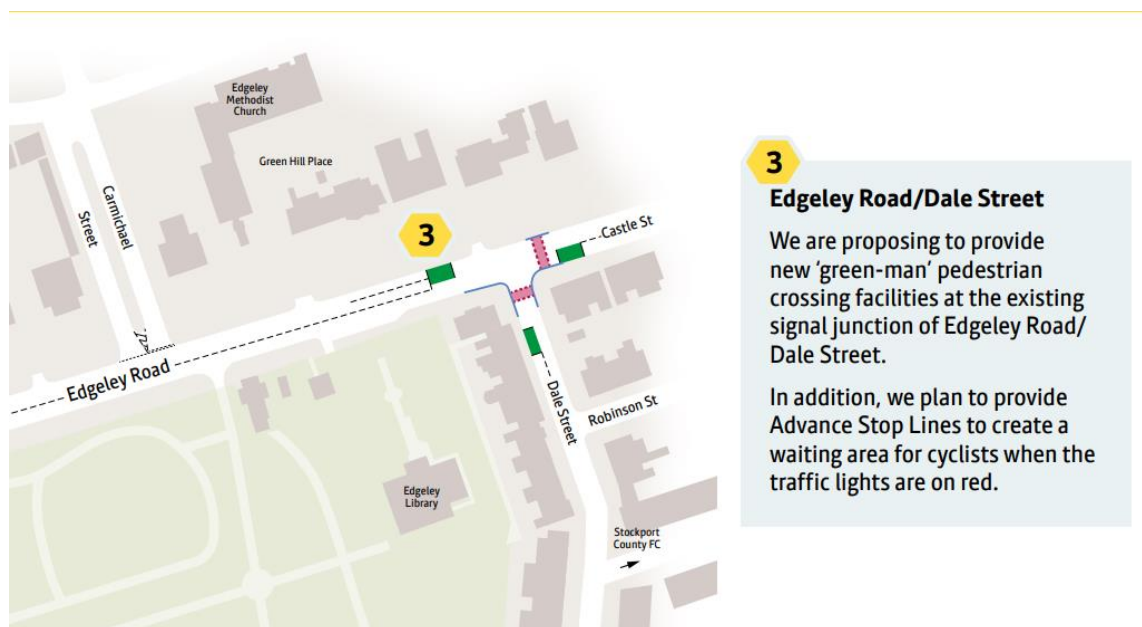 Edgeley
Methodist
Church
Green Hill Place
Carmichael
Street
3
Castle St
Edgeley Road
Dale Street
Robinson St
Edgeley
Library
Stockport
County FC
3
Edgeley Road/Dale Street
We are proposing to provide
new ‘green-man’ pedestrian
crossing facilities at the existing
signal junction of Edgeley Road/
Dale Street.
In addition, we plan to provide
Advance Stop Lines to create a
waiting area for cyclists when the
traffic lights are on red.